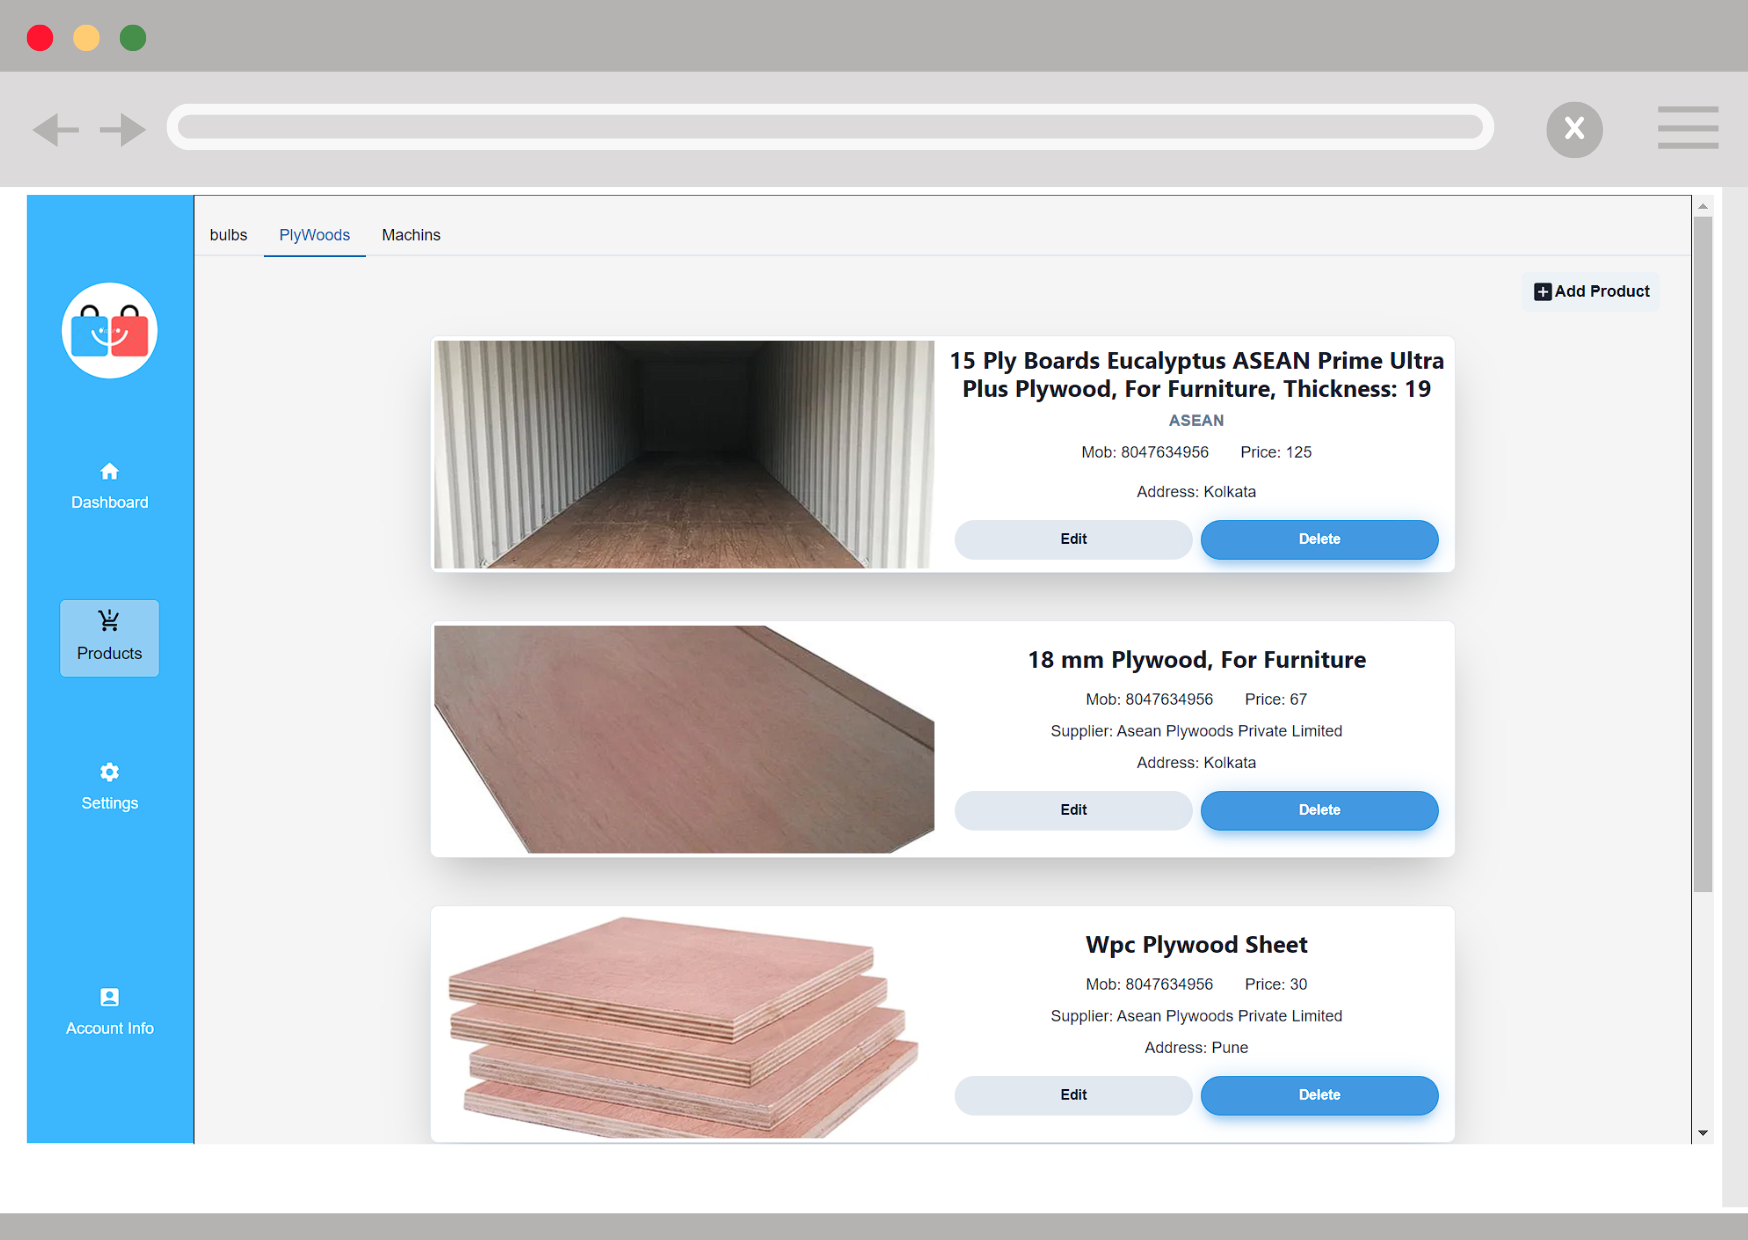 X
bulbs PlyWoods Machins
Add Product
Dashboard
Products
Settings
Account Info
15 Ply Boards Eucalyptus ASEAN Prime Ultra
Plus Plywood, For Furniture, Thickness: 19
ASEAN
Mob: 8047634956 Price: 125
Address: Kolkata
Edit Delete
18 mm Plywood, For Furniture
Mob: 8047634956 Price: 67
Supplier: Asean Plywoods Private Limited
Address: Kolkata
Edit Delete
Wpc Plywood Sheet
Mob: 8047634956 Price: 30
Supplier: Asean Plywoods Private Limited
Address: Pune
Edit Delete